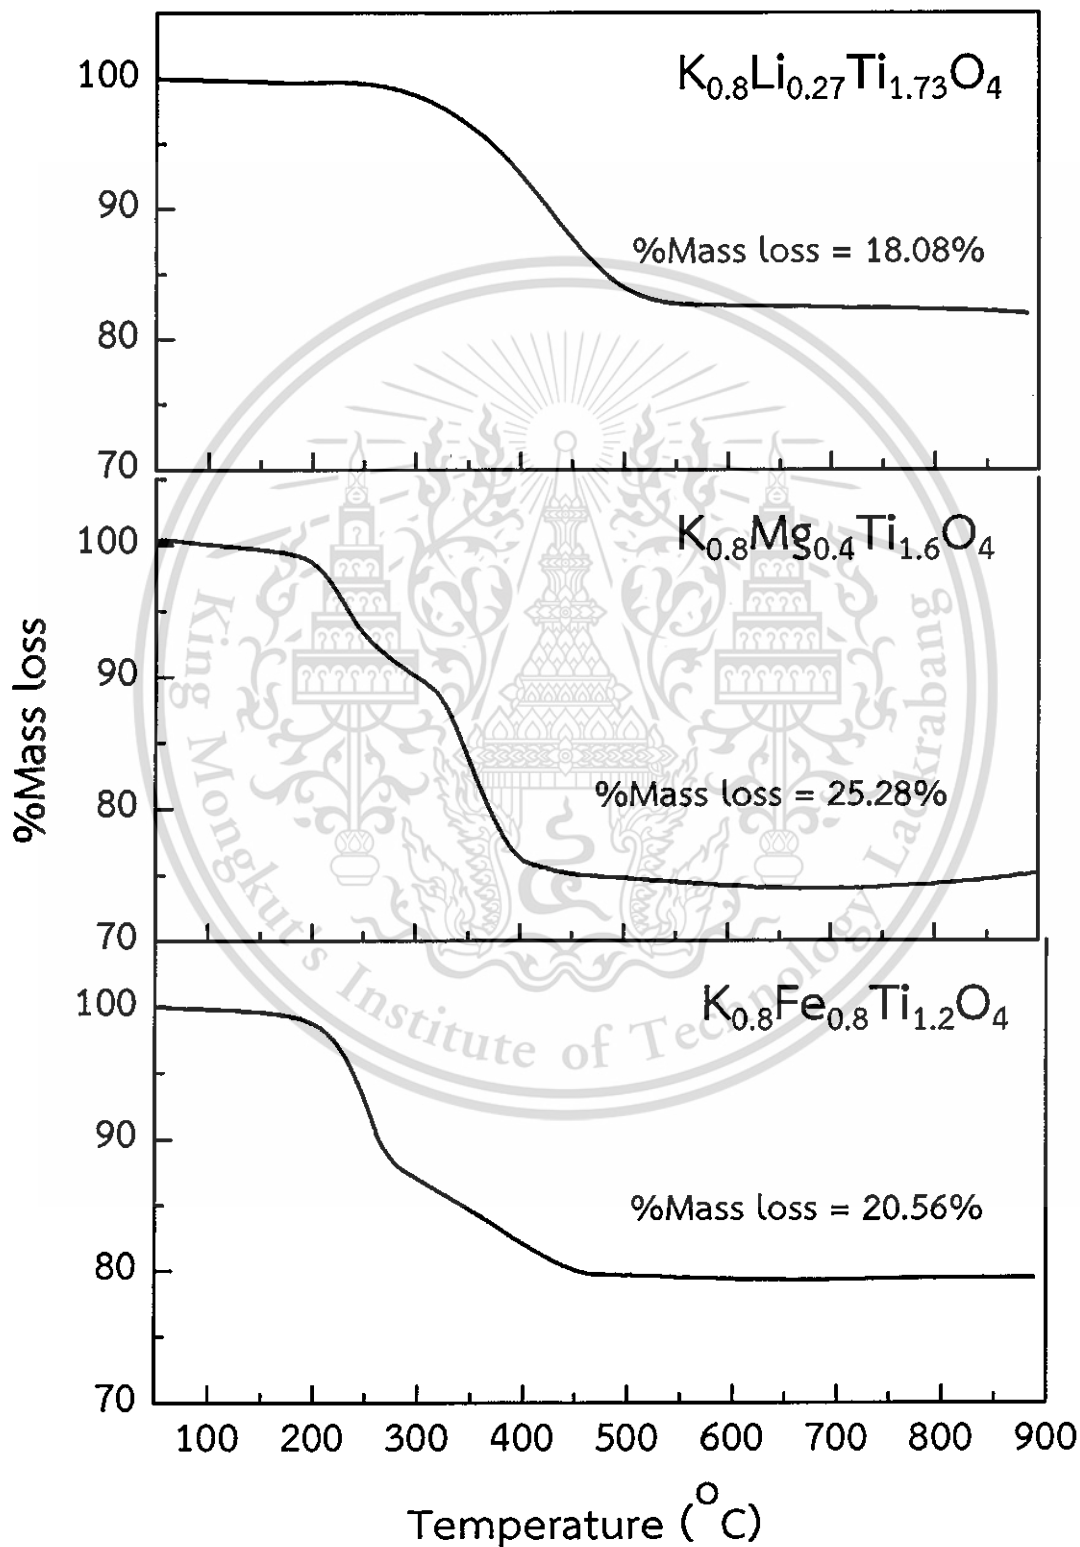 %Mass loss
K₀.₈Li₀.₂₇Ti₁.₇₃O₄
100
90
80
70
%Mass loss = 18.08%
K₀.₈Mg₀.₄Ti₁.₆O₄
100
90
80
70
%Mass loss = 25.28%
K₀.₈Fe₀.₈Ti₁.₂O₄
100
90
80
70
%Mass loss = 20.56%
100 200 300 400 500 600 700 800 900
Temperature (°C)
King Mongkut's Institute of Technology Ladkrabang